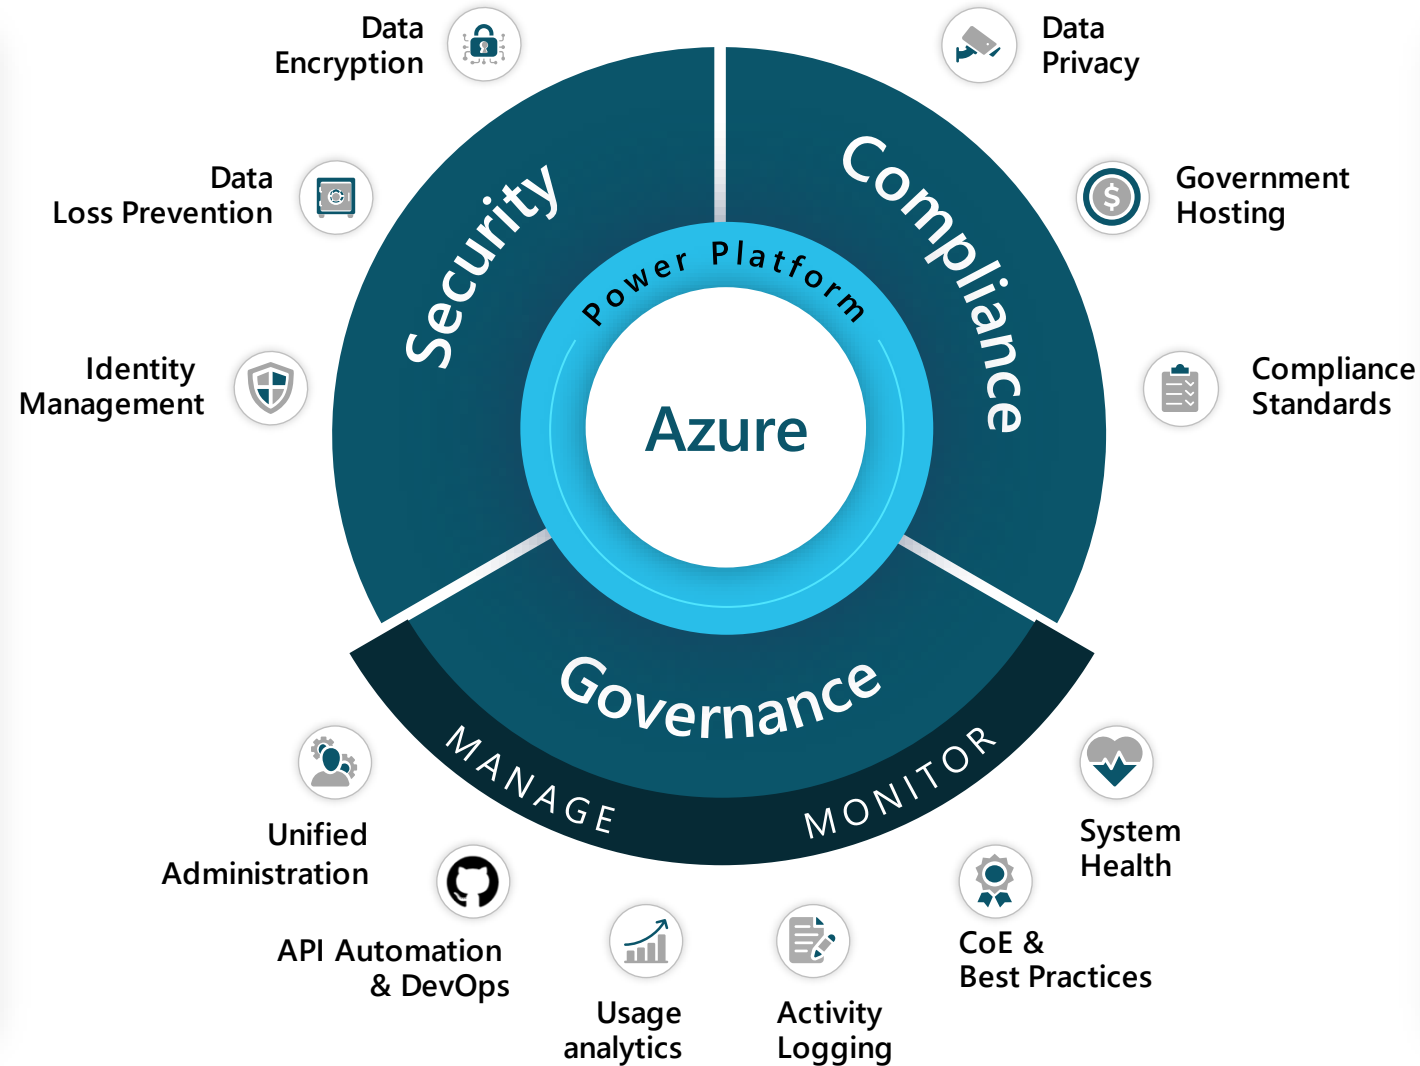 Data
Encryption
Data
Privacy
Data
Loss Prevention
Government
Hosting
Identity
Management
Compliance
Standards
Security
Compliance
Power Platform
Azure
Governance
MANAGE
MONITOR
Unified
Administration
System
Health
API Automation
& DevOps
CoE &
Best Practices
Usage
analytics
Activity
Logging
$